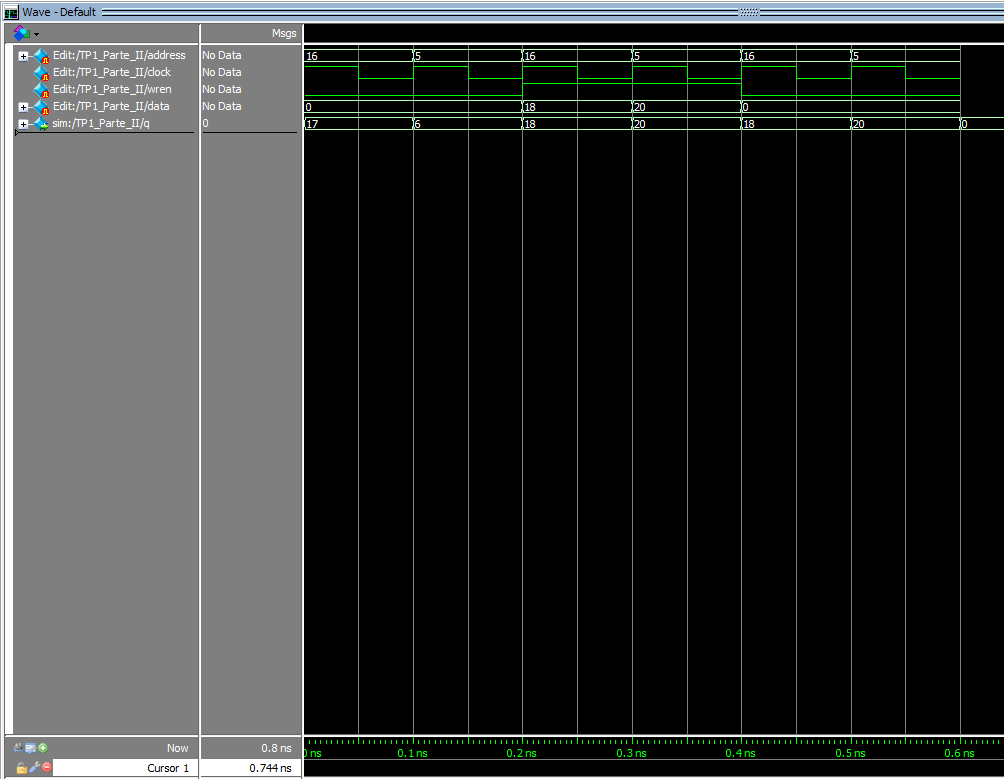 Wave - Default
Msgs
Edit:/TP1_Parte_II/address No Data 16 5 16 5 16 5
Edit:/TP1_Parte_II/clock No Data
Edit:/TP1_Parte_II/wren No Data
Edit:/TP1_Parte_II/data No Data 0 18 20 0
sim:/TP1_Parte_II/q 0 17 6 18 20 18 20 0
Now 0.8 ns 0 ns 0.1 ns 0.2 ns 0.3 ns 0.4 ns 0.5 ns 0.6 ns
Cursor 1 0.744 ns